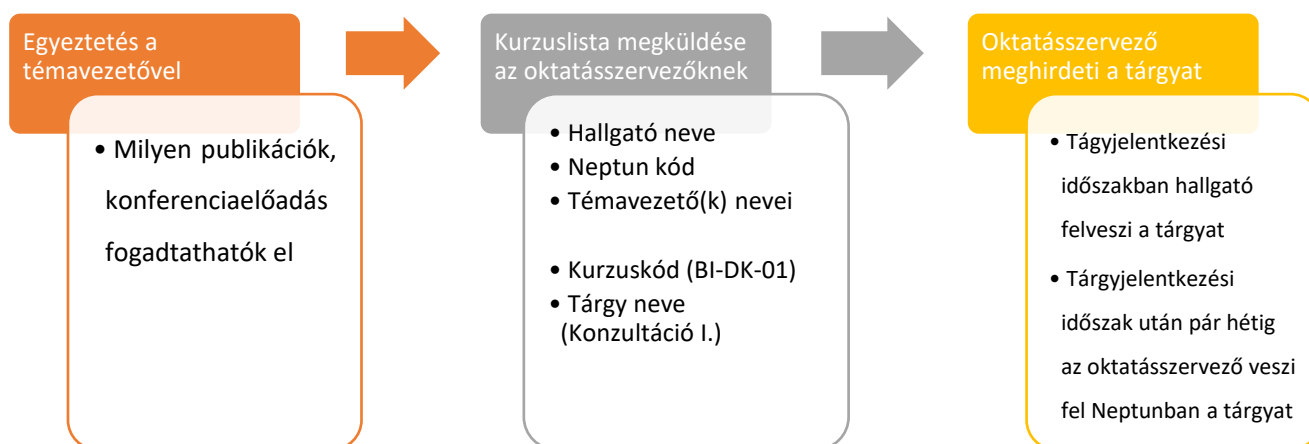 Egyeztetés a
témavezetővel
• Milyen publikációk,
konferenciaelőadás
fogadtathatók el
Kurzuslista megküldése
az oktatásszervezőknek
• Hallgató neve
• Neptun kód
• Témavezető(k) nevei
• Kurzuskód (BI-DK-01)
• Tárgy neve
(Konzultáció I.)
Oktatásszervező
meghirdeti a tárgyat
• Tágyjelentkezési
időszakban hallgató
felveszi a tárgyat
• Tárgyjelentkezési
időszak után pár hétig
az oktatásszervező veszi
fel Neptunban a tárgyat